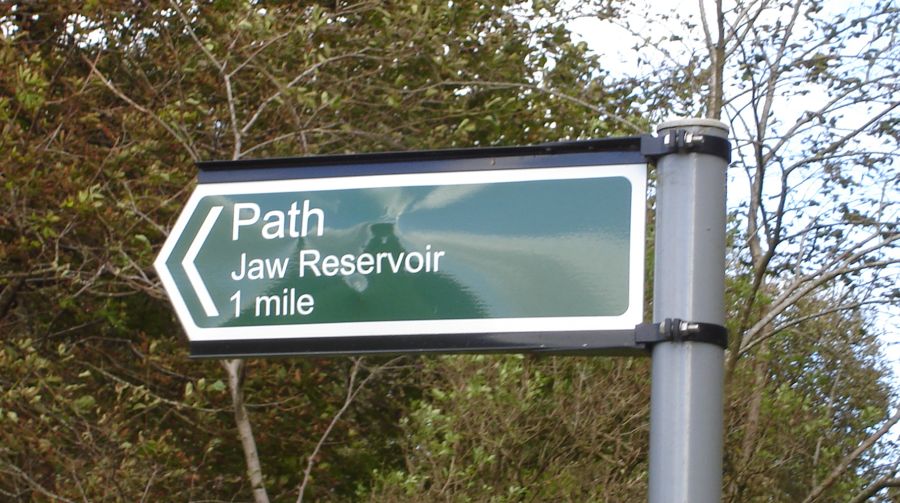 Path
Jaw Reservoir
1 mile